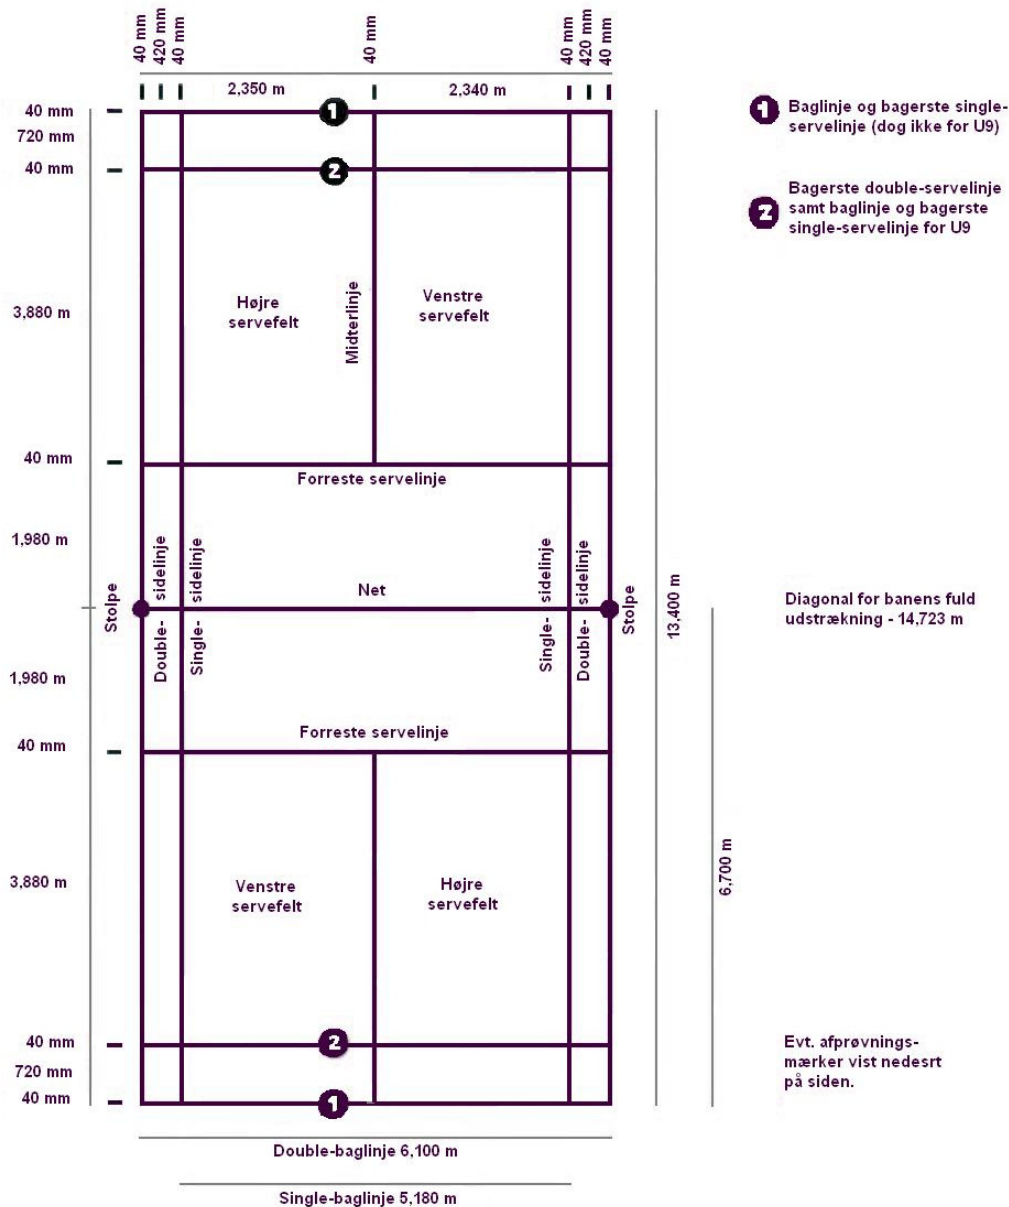 40 mm
420 mm
40 mm
40 mm
40 mm
420 mm
40 mm
2,350 m
2,340 m
40 mm
720 mm
40 mm
3,880 m
40 mm
1,980 m
1,980 m
40 mm
3,880 m
40 mm
720 mm
40 mm
1
2
Højre
servefelt
Midterlinje
Venstre
servefelt
Forreste servelinje
Stolpe
Double- sidelinje
Single- sidelinje
Net
Single- sidelinje
Double- sidelinje
Stolpe
Forreste servelinje
Venstre
servefelt
Højre
servefelt
2
1
13,400 m
6,700 m
Double-baglinje 6,100 m
Single-baglinje 5,180 m
1 Baglinje og bagerste single-
servelinje (dog ikke for U9)
2 Bagerste double-servelinje
samt baglinje og bagerste
single-servelinje for U9
Diagonal for banens fuld
udstrækning - 14,723 m
Evt. afprøvnings-
mærker vist nedesrt
på siden.